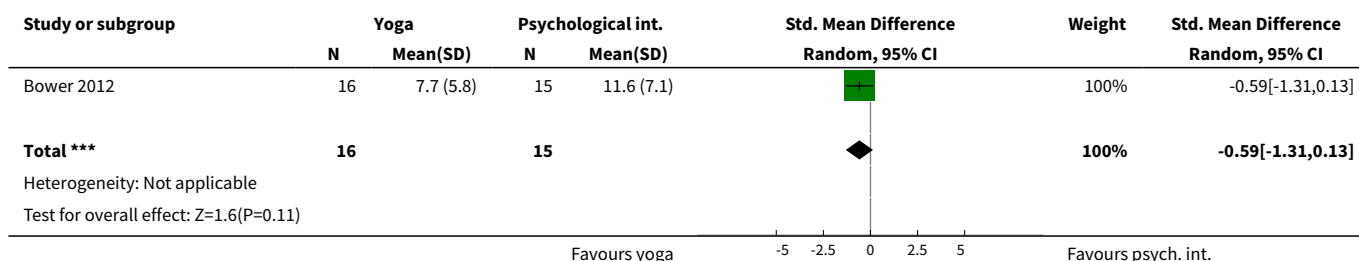 Study or subgroup Yoga Psychological int. Std. Mean Difference Weight Std. Mean Difference
N Mean(SD) N Mean(SD) Random, 95% CI Random, 95% CI
Bower 2012 16 7.7 (5.8) 15 11.6 (7.1) 100% -0.59[-1.31,0.13]
Total *** 16 15 100% -0.59[-1.31,0.13]
Heterogeneity: Not applicable
Test for overall effect: Z=1.6(P=0.11)
Favours yoga -5 -2.5 0 2.5 5 Favours psych. int.